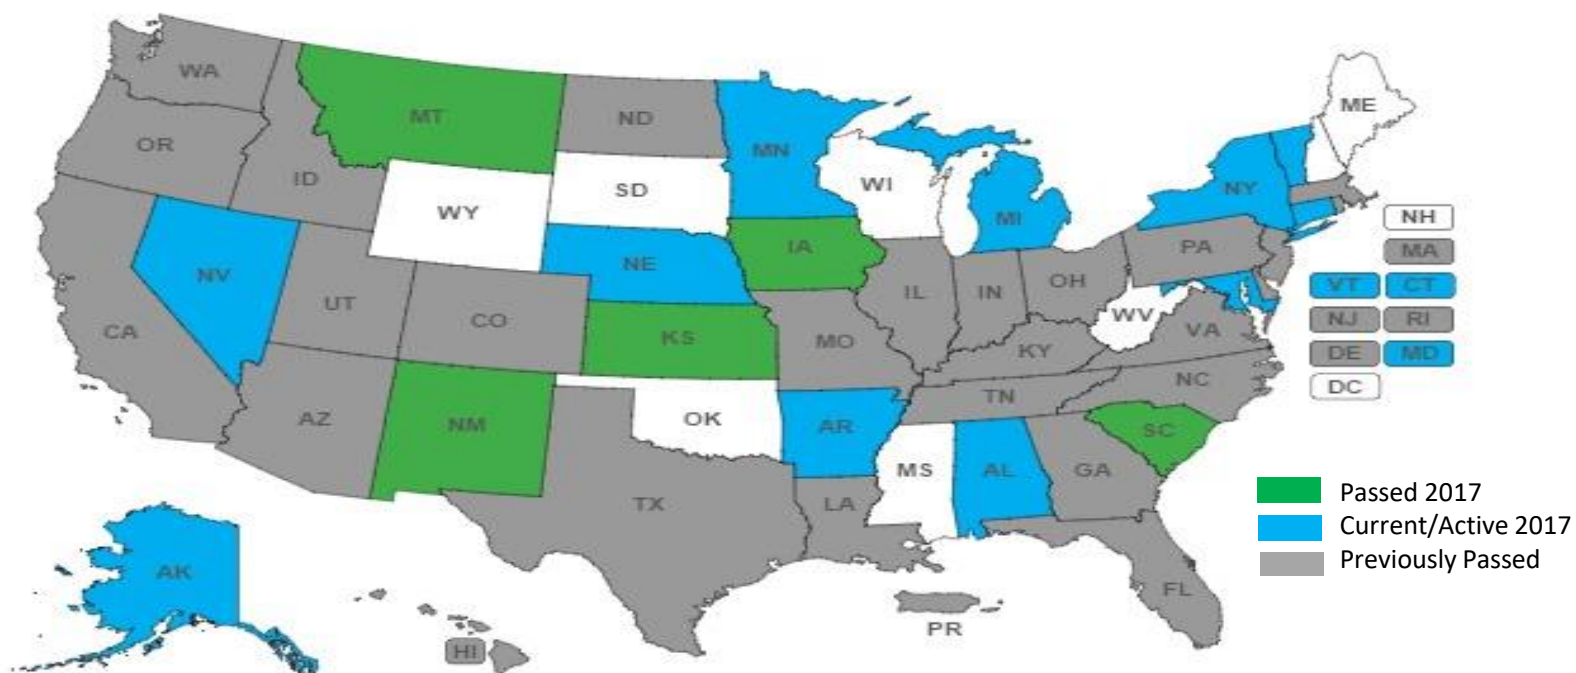 WA
MT
ND
MN
ME
OR
ID
SD
WI
WY
MI
NY
NH
MA
NV
NE
IA
PA
VT CT
UT
CO
IL
IN
OH
NJ RI
CA
KS
MO
KY
WV
VA
DE MD
DC
AZ
NM
OK
AR
TN
NC
SC
MS
AL
GA
TX
LA
FL
AK
HI
PR
Passed 2017
Current/Active 2017
Previously Passed